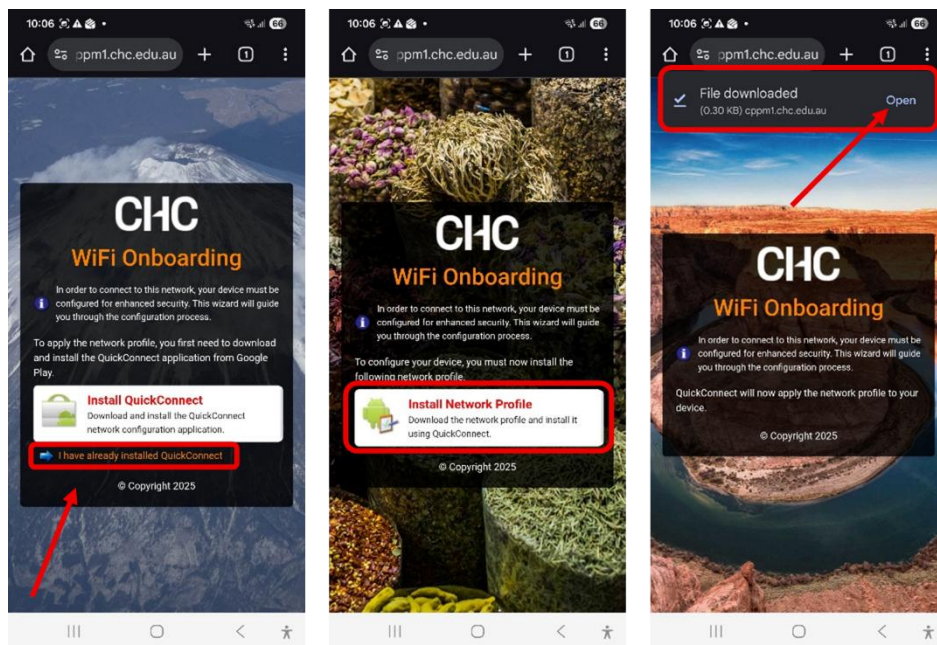 10:06
66
ppm1.chc.edu.au
1
CHC
WiFi Onboarding
In order to connect to this network, your device must be
configured for enhanced security. This wizard will guide
you through the configuration process.
To apply the network profile, you first need to download
and install the QuickConnect application from Google
Play.
Install QuickConnect
Download and install the QuickConnect
network configuration application.
I have already installed QuickConnect
© Copyright 2025
10:06
66
ppm1.chc.edu.au
1
CHC
WiFi Onboarding
In order to connect to this network, your device must be
configured for enhanced security. This wizard will guide
you through the configuration process.
To configure your device, you must now install the
following network profile.
Install Network Profile
Download the network profile and install it
using QuickConnect.
© Copyright 2025
10:06
66
ppm1.chc.edu.au
1
File downloaded
(0.30 KB) cppm1.chc.edu.au
Open
CHC
WiFi Onboarding
In order to connect to this network, your device must be
configured for enhanced security. This wizard will guide
you through the configuration process.
QuickConnect will now apply the network profile to your
device.
© Copyright 2025